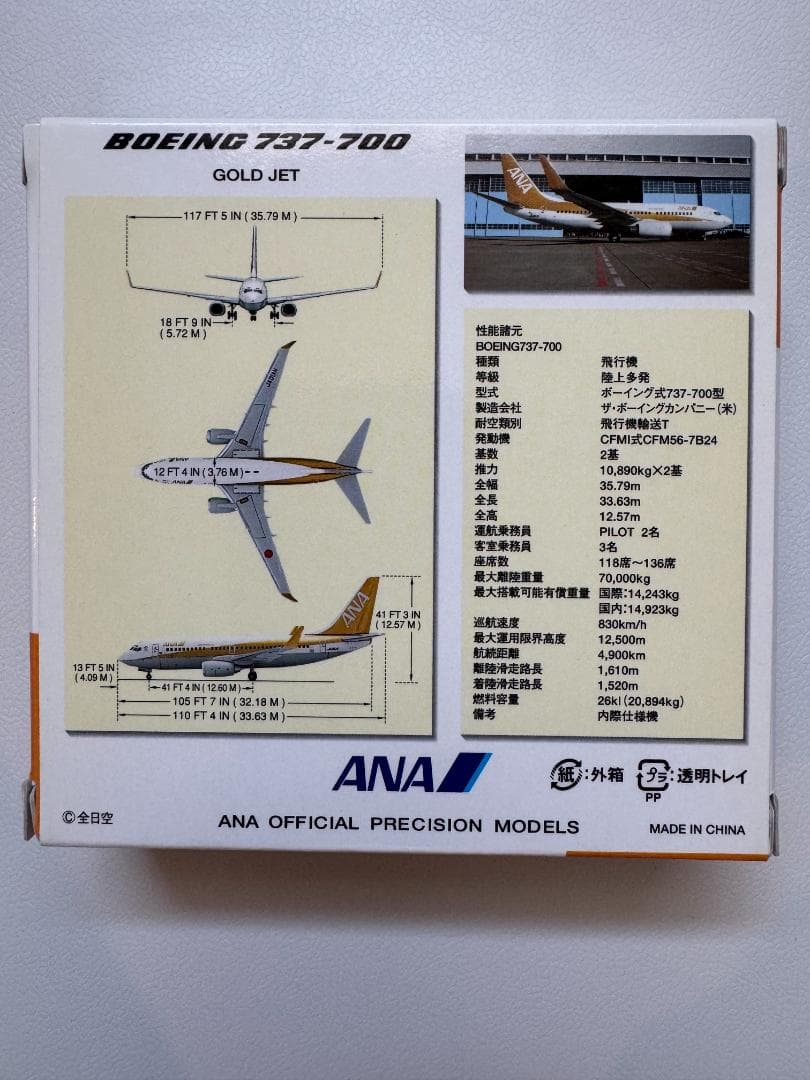 BOEING 737-700
GOLD JET
117 FT 5 IN ( 35.79 M )
18 FT 9 IN
( 5.72 M )
JA02AN
12 FT 4 IN ( 3.76 M )
ANA
ANA
41 FT 3 IN
( 12.57 M )
13 FT 5 IN
( 4.09 M )
41 FT 4 IN ( 12.60 M )
105 FT 7 IN ( 32.18 M )
110 FT 4 IN ( 33.63 M )
ANA
ANA
性能諸元
BOEING737-700
種類 飛行機
等級 陸上多発
型式 ボーイング式737-700型
製造会社 ザ・ボーイングカンパニー(米)
耐空類別 飛行機輸送T
発動機 CFMI式CFM56-7B24
基数 2基
推力 10,890kg×2基
全幅 35.79m
全長 33.63m
全高 12.57m
運航乗務員 PILOT 2名
客室乗務員 3名
座席数 118席～136席
最大離陸重量 70,000kg
最大搭載可能有償重量 国際:14,243kg
国内:14,923kg
巡航速度 830km/h
最大運用限界高度 12,500m
航続距離 4,900km
離陸滑走路長 1,610m
着陸滑走路長 1,520m
燃料容量 26kl(20,894kg)
備考 内際仕様機
ANA
紙:外箱 プラ:透明トレイ
PP
©全日空
ANA OFFICIAL PRECISION MODELS
MADE IN CHINA